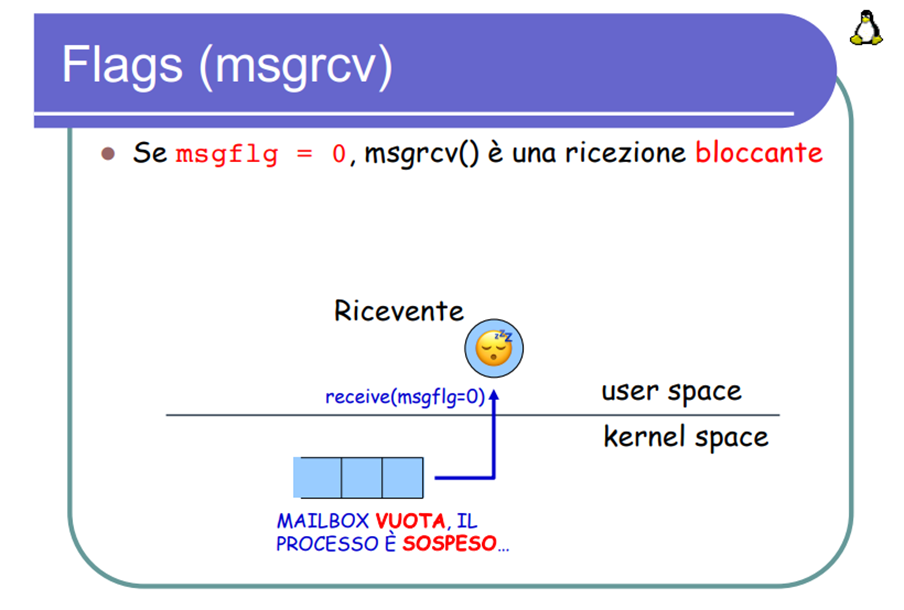 Flags (msgrcv)
Se msgflg = 0, msgrcv() è una ricezione bloccante
Ricevente
zzZ
receive(msgflg=0)
user space
kernel space
MAILBOX VUOTA, IL
PROCESSO È SOSPESO...